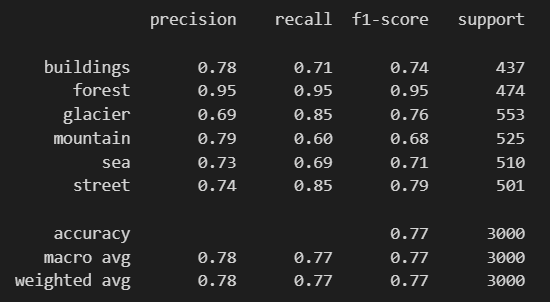 precision recall f1-score support
buildings 0.78 0.71 0.74 437
forest 0.95 0.95 0.95 474
glacier 0.69 0.85 0.76 553
mountain 0.79 0.60 0.68 525
sea 0.73 0.69 0.71 510
street 0.74 0.85 0.79 501
accuracy 0.77 3000
macro avg 0.78 0.77 0.77 3000
weighted avg 0.78 0.77 0.77 3000